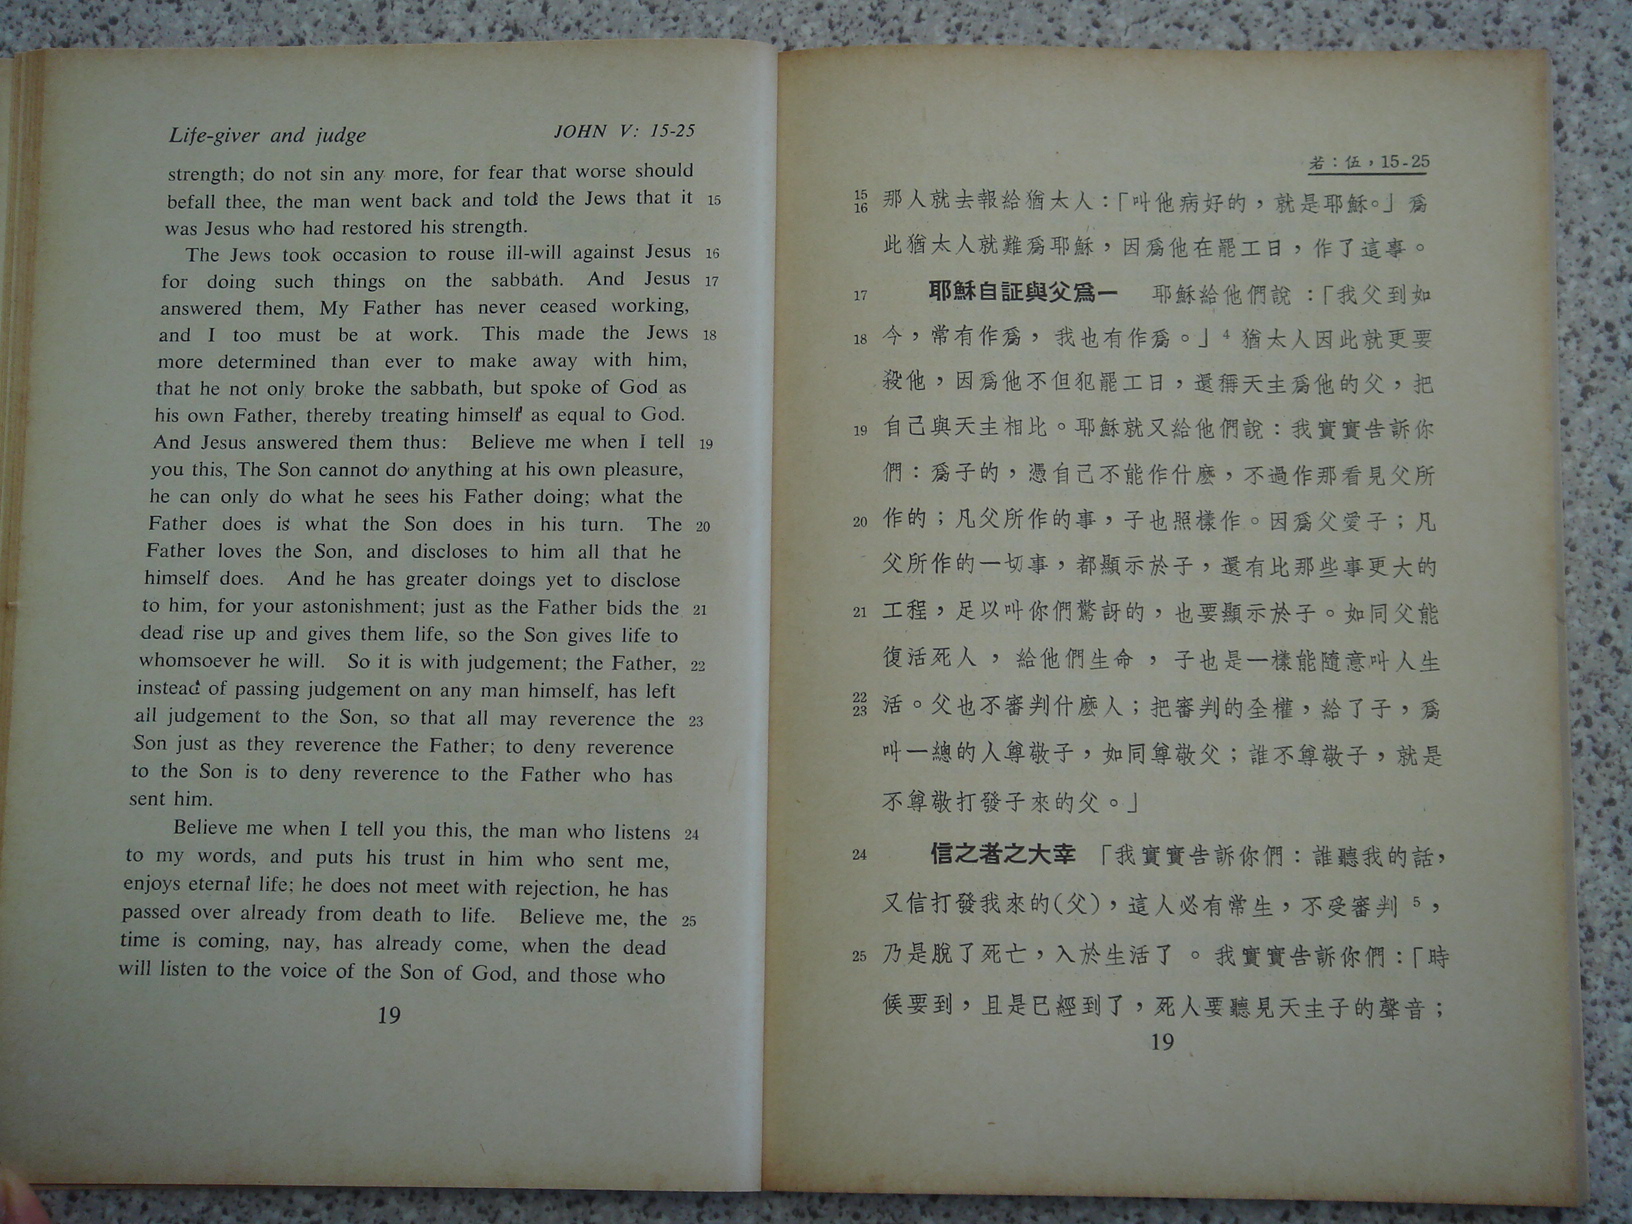 Life-giver and judge JOHN V: 15-25
strength; do not sin any more, for fear that worse should
befall thee, the man went back and told the Jews that it 15
was Jesus who had restored his strength.
The Jews took occasion to rouse ill-will against Jesus 16
for doing such things on the sabbath. And Jesus 17
answered them, My Father has never ceased working,
and I too must be at work. This made the Jews 18
more determined than ever to make away with him,
that he not only broke the sabbath, but spoke of God as
his own Father, thereby treating himself as equal to God.
And Jesus answered them thus: Believe me when I tell 19
you this, The Son cannot do anything at his own pleasure,
he can only do what he sees his Father doing; what the
Father does is what the Son does in his turn. The 20
Father loves the Son, and discloses to him all that he
himself does. And he has greater doings yet to disclose
to him, for your astonishment; just as the Father bids the 21
dead rise up and gives them life, so the Son gives life to
whomsoever he will. So it is with judgement; the Father, 22
instead of passing judgement on any man himself, has left
all judgement to the Son, so that all may reverence the 23
Son just as they reverence the Father; to deny reverence
to the Son is to deny reverence to the Father who has
sent him.
Believe me when I tell you this, the man who listens 24
to my words, and puts his trust in him who sent me,
enjoys eternal life; he does not meet with rejection, he has
passed over already from death to life. Believe me, the 25
time is coming, nay, has already come, when the dead
will listen to the voice of the Son of God, and those who
19
若：伍，15-25
15 16 那人就去報給猶太人：「叫他病好的，就是耶穌。」爲
此猶太人就難爲耶穌，因爲他在罷工日，作了這事。
17 耶穌自証與父爲一 耶穌給他們說：「我父到如
18 今，常有作爲，我也有作爲。」4 猶太人因此就更要
殺他，因爲他不但犯罷工日，還稱天主爲他的父，把
19 自己與天主相比。耶穌就又給他們說：我實實告訴你
們：爲子的，憑自己不能作什麽，不過作那看見父所
20 作的；凡父所作的事，子也照樣作。因爲父愛子；凡
父所作的一切事，都顯示於子，還有比那些事更大的
21 工程，足以叫你們驚訝的，也要顯示於子。如同父能
復活死人，給他們生命，子也是一樣能隨意叫人生
22 23 活。父也不審判什麽人；把審判的全權，給了子，爲
叫一總的人尊敬子，如同尊敬父；誰不尊敬子，就是
不尊敬打發子來的父。」
24 信之者之大幸 「我實實告訴你們：誰聽我的話，
又信打發我來的(父)，這人必有常生，不受審判 5，
25 乃是脫了死亡，入於生活了。我實實告訴你們：「時
候要到，且是已經到了，死人要聽見天主子的聲音；
19